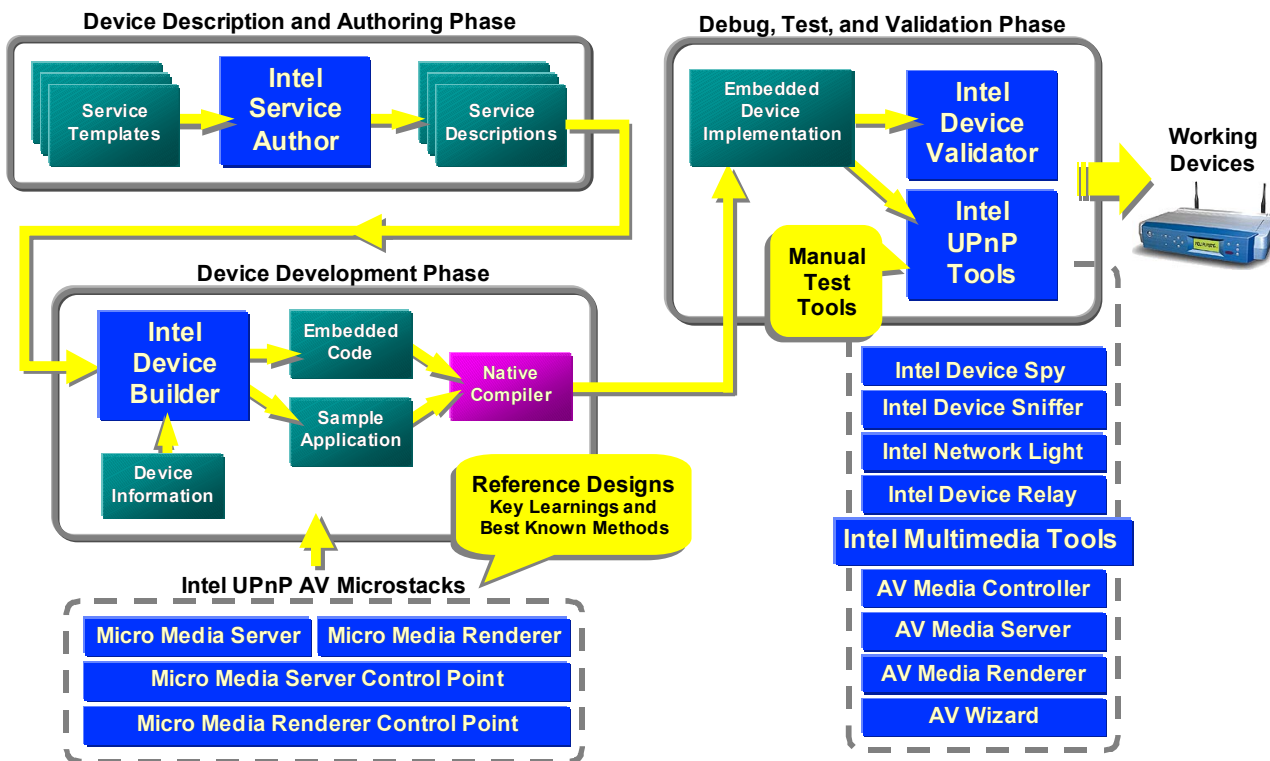 Device Description and Authoring Phase
Service
Templates
Intel
Service
Author
Service
Descriptions
Debug, Test, and Validation Phase
Embedded
Device
Implementation
Intel
Device
Validator
Intel
UPnP
Tools
Manual
Test
Tools
Working
Devices
Device Development Phase
Intel
Device
Builder
Embedded
Code
Sample
Application
Native
Compiler
Device
Information
Reference Designs
Key Learnings and
Best Known Methods
Intel UPnP AV Microstacks
Micro Media Server
Micro Media Renderer
Micro Media Server Control Point
Micro Media Renderer Control Point
Intel Device Spy
Intel Device Sniffer
Intel Network Light
Intel Device Relay
Intel Multimedia Tools
AV Media Controller
AV Media Server
AV Media Renderer
AV Wizard